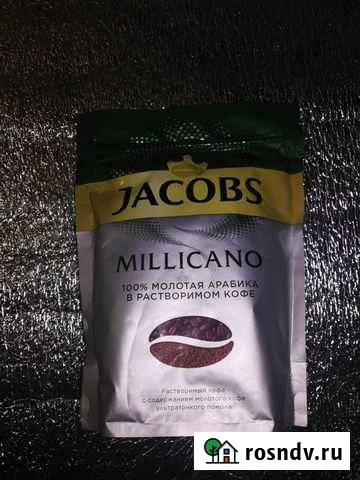 JACOBS
MILLICANO
100% МОЛОТАЯ АРАБИКА
В РАСТВОРИМОМ КОФЕ
Растворимый кофе
с содержанием молотого кофе
ультратонкого помола
rosndv.ru